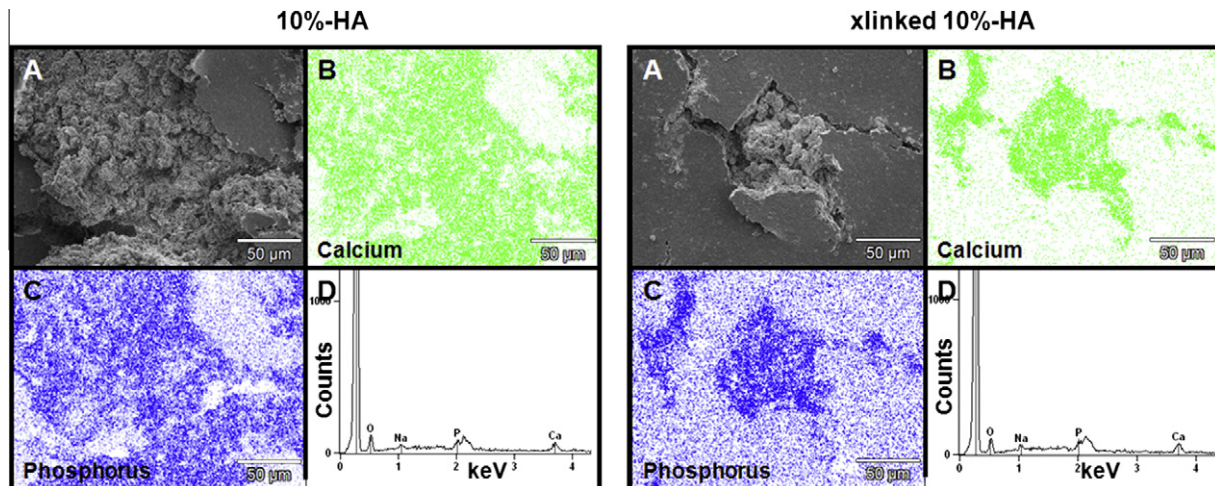 10%-HA
xlinked 10%-HA
A
50 µm
B
Calcium
50 µm
A
50 µm
B
Calcium
50 µm
C
Phosphorus
50 µm
D
Counts
1000
0
O
Na
P
Ca
0 1 2 3 4
keV
C
Phosphorus
50 µm
D
Counts
1000
0
O
Na
P
Ca
0 1 2 3 4
keV